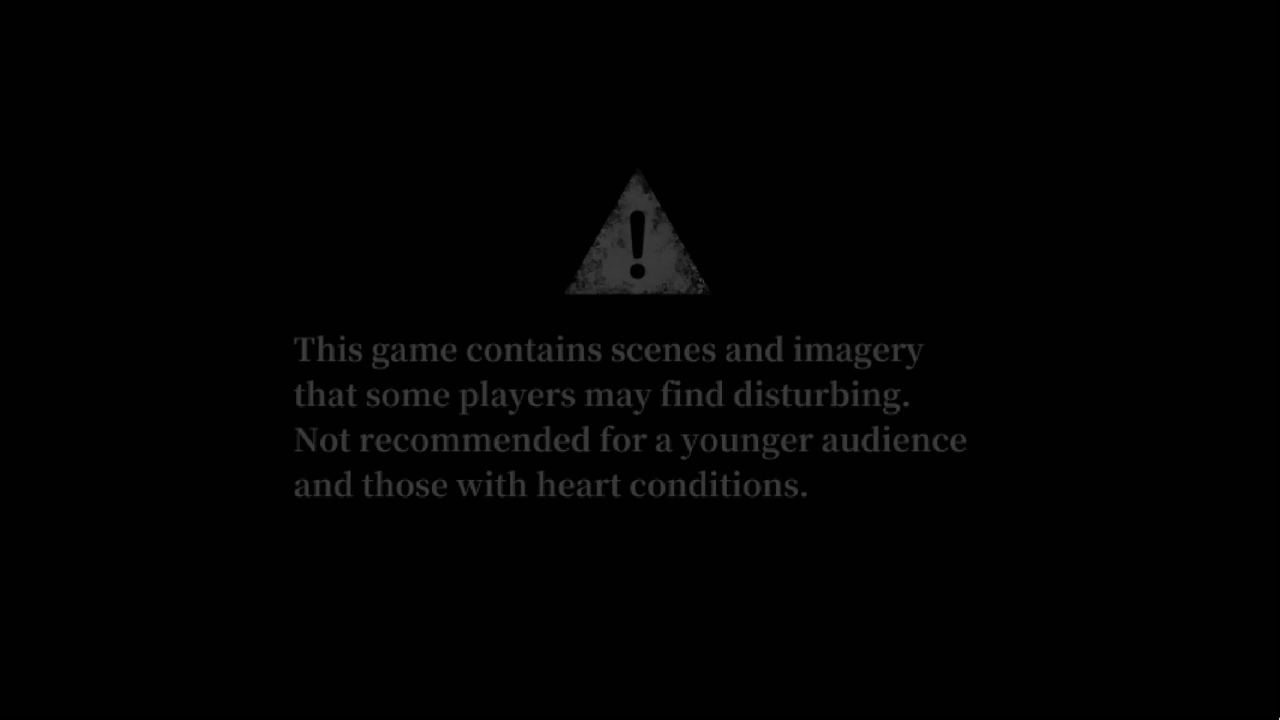 This game contains scenes and imagery
that some players may find disturbing.
Not recommended for a younger audience
and those with heart conditions.